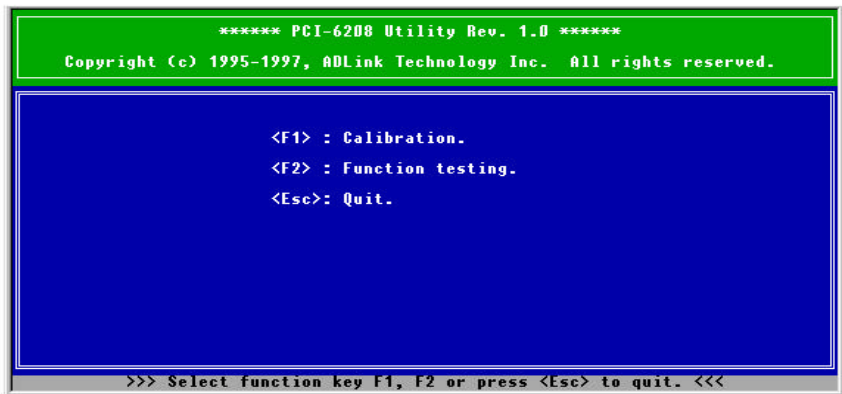 ****** PCI-6208 Utility Rev. 1.0 ******
Copyright (c) 1995-1997, ADLink Technology Inc.  All rights reserved.
<F1> : Calibration.
<F2> : Function testing.
<Esc>: Quit.
>>> Select function key F1, F2 or press <Esc> to quit. <<<